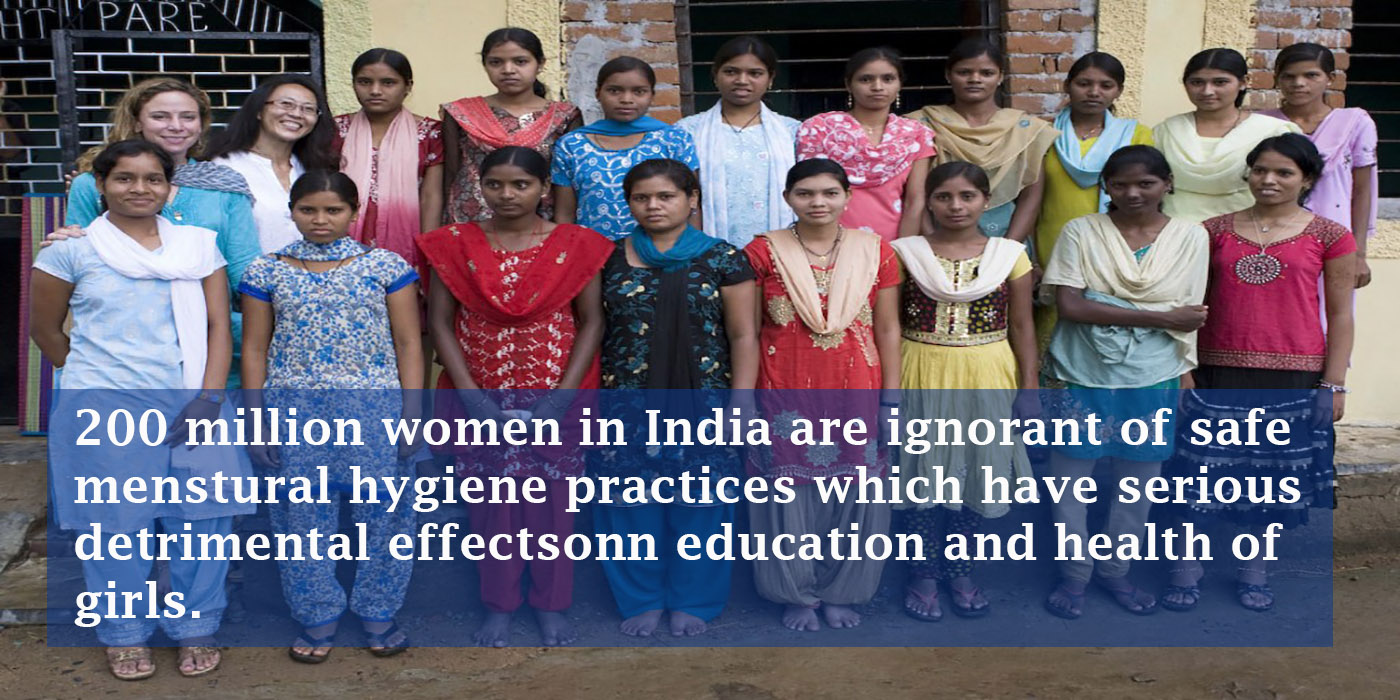 HT PARE
200 million women in India are ignorant of safe
menstural hygiene practices which have serious
detrimental effectsonn education and health of
girls.